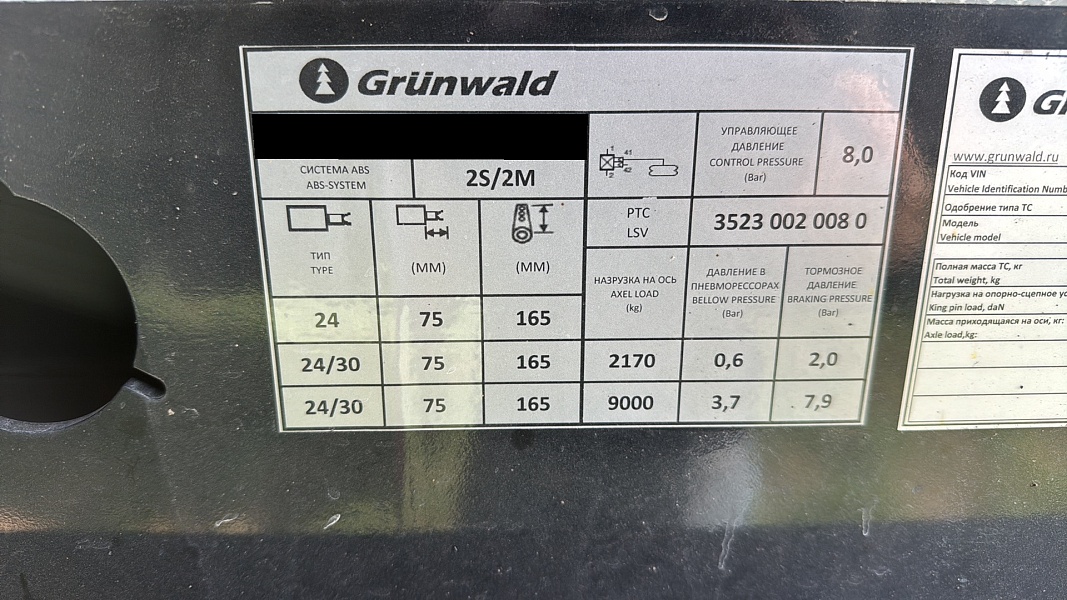 Grünwald
СИСТЕМА ABS
ABS-SYSTEM
2S/2M
1
41
42
2
УПРАВЛЯЮЩЕЕ
ДАВЛЕНИЕ
CONTROL PRESSURE
(Bar)
8,0
РТС
LSV
3523 002 008 0
ТИП
TYPE
(ММ)
(ММ)
НАЗРУЗКА НА ОСЬ
AXEL LOAD
(kg)
ДАВЛЕНИЕ В
ПНЕВМОРЕССОРАХ
BELLOW PRESSURE
(Bar)
ТОРМОЗНОЕ
ДАВЛЕНИЕ
BRAKING PRESSURE
(Bar)
24 75 165
24/30 75 165 2170 0,6 2,0
24/30 75 165 9000 3,7 7,9
www.grunwald.ru
Код VIN
Vehicle Identification
Одобрение типа ТС
Модель
Vehicle model
Полная масса ТС, кг
Total weight, kg
Нагрузка на опорно-сцепное
King pin load, daN
Масса приходящаяся на оси, кг:
Axle load,kg: